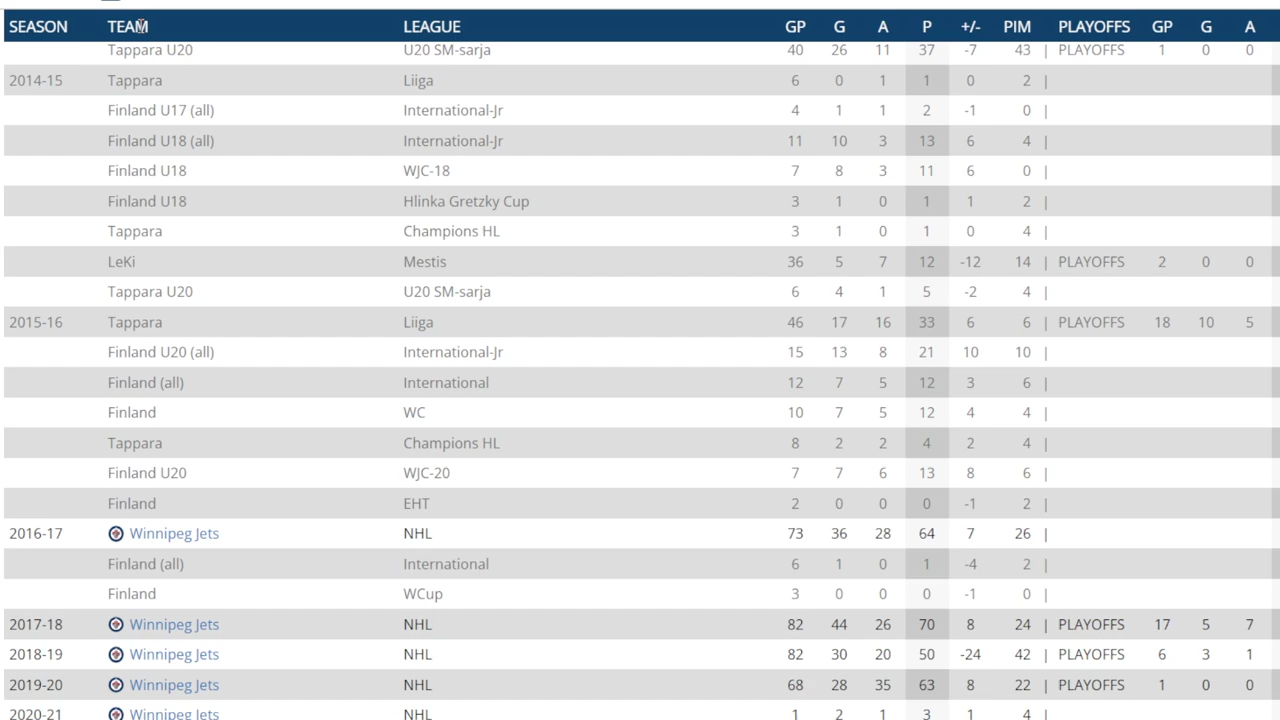 SEASON TEAM LEAGUE GP G A P +/- PIM PLAYOFFS GP G A
Tappara U20 U20 SM-sarja 40 26 11 37 -7 43 | PLAYOFFS 1 0 0
2014-15 Tappara Liiga 6 0 1 1 0 2 |
Finland U17 (all) International-Jr 4 1 1 2 -1 0 |
Finland U18 (all) International-Jr 11 10 3 13 6 4 |
Finland U18 WJC-18 7 8 3 11 6 0 |
Finland U18 Hlinka Gretzky Cup 3 1 0 1 1 2 |
Tappara Champions HL 3 1 0 1 0 4 |
LeKi Mestis 36 5 7 12 -12 14 | PLAYOFFS 2 0 0
Tappara U20 U20 SM-sarja 6 4 1 5 -2 4 |
2015-16 Tappara Liiga 46 17 16 33 6 6 | PLAYOFFS 18 10 5
Finland U20 (all) International-Jr 15 13 8 21 10 10 |
Finland (all) International 12 7 5 12 3 6 |
Finland WC 10 7 5 12 4 4 |
Tappara Champions HL 8 2 2 4 2 4 |
Finland U20 WJC-20 7 7 6 13 8 6 |
Finland EHT 2 0 0 0 -1 2 |
2016-17 Winnipeg Jets NHL 73 36 28 64 7 26 |
Finland (all) International 6 1 0 1 -4 2 |
Finland WCup 3 0 0 0 -1 0 |
2017-18 Winnipeg Jets NHL 82 44 26 70 8 24 | PLAYOFFS 17 5 7
2018-19 Winnipeg Jets NHL 82 30 20 50 -24 42 | PLAYOFFS 6 3 1
2019-20 Winnipeg Jets NHL 68 28 35 63 8 22 | PLAYOFFS 1 0 0
2020-21 Winnipeg Jets NHL 1 2 1 3 1 4 |